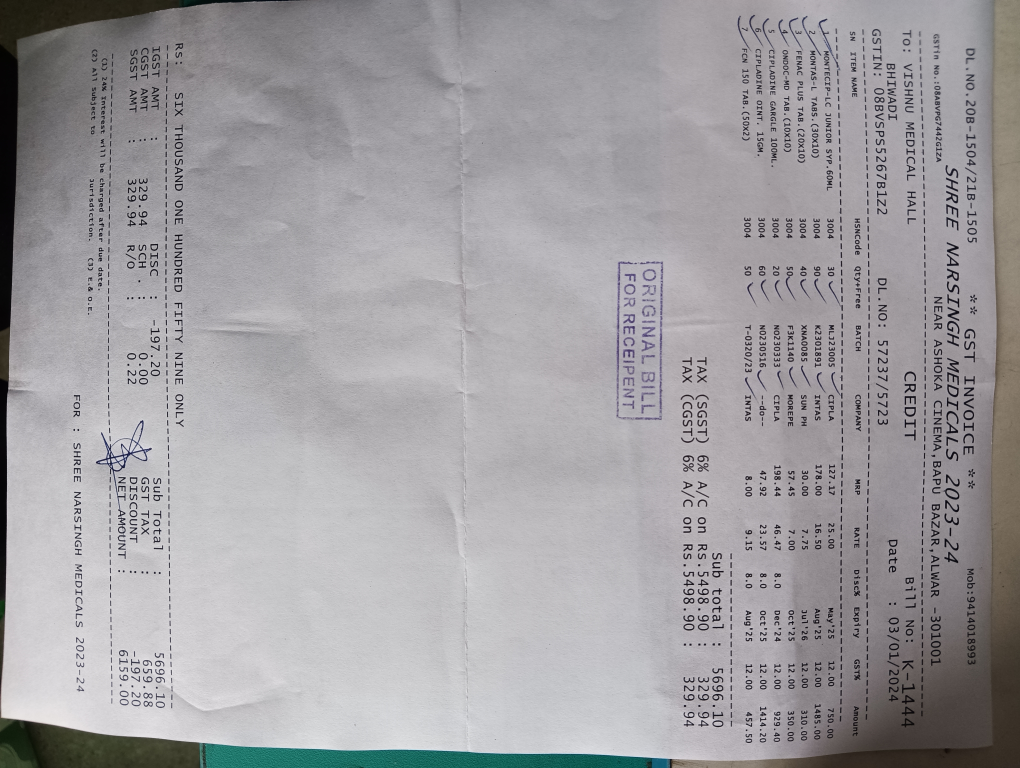 DL.NO.20B-1504/21B-1505 ** GST INVOICE ** Mob:9414018993
SHREE NARSINGH MEDICALS 2023-24
GSTin No.:08ABVPG7442G1ZA NEAR ASHOKA CINEMA,BAPU BAZAR,ALWAR -301001
To: VISHNU MEDICAL HALL CREDIT Bill No: K-1444
BHIWADI Date : 03/01/2024
GSTIN: 08BVSPS5267B1Z2 DL.NO: 57237/5723
SN ITEM NAME HSNCode Qty+Free BATCH COMPANY MRP RATE Disc% Expiry GST% Amount
1 MONTECIP-LC JUNIOR SYP.60ML 3004 30 MLJ23005 CIPLA 127.17 25.00 May'25 12.00 750.00
2 MONTAS-L TABS.(30X10) 3004 90 K2301891 INTAS 178.00 16.50 Aug'25 12.00 1485.00
3 FENAC PLUS TAB.(20X10) 3004 40 XNA0085 SUN PH 30.00 7.75 Jul'26 12.00 310.00
4 ONDOC-MD TAB.(10X10) 3004 50 F3K1140 MOREPE 57.45 7.00 Oct'25 12.00 350.00
5 CIPLADINE GARGLE 100ML. 3004 20 NO230333 CIPLA 198.44 46.47 8.0 Dec'24 12.00 929.40
6 CIPLADINE OINT. 15GM. 3004 60 NO230516 --do-- 47.92 23.57 8.0 Oct'25 12.00 1414.20
7 FCN 150 TAB.(50X2) 3004 50 T-0320/23 INTAS 8.00 9.15 8.0 Aug'25 12.00 457.50
Sub total : 5696.10
TAX (SGST) 6% A/C on Rs.5498.90 : 329.94
TAX (CGST) 6% A/C on Rs.5498.90 : 329.94
ORIGINAL BILL
FOR RECEIPENT
RS: SIX THOUSAND ONE HUNDRED FIFTY NINE ONLY
IGST AMT : DISC : -197.20 Sub Total : 5696.10
CGST AMT : 329.94 SCH . : 0.00 GST TAX : 659.88
SGST AMT : 329.94 R/O : 0.22 DISCOUNT : -197.20
NET AMOUNT : 6159.00
(1) 24% Interest will be charged after due date.
(2) All Subject to Jurisdiction. (3) E.& O.E.
FOR : SHREE NARSINGH MEDICALS 2023-24